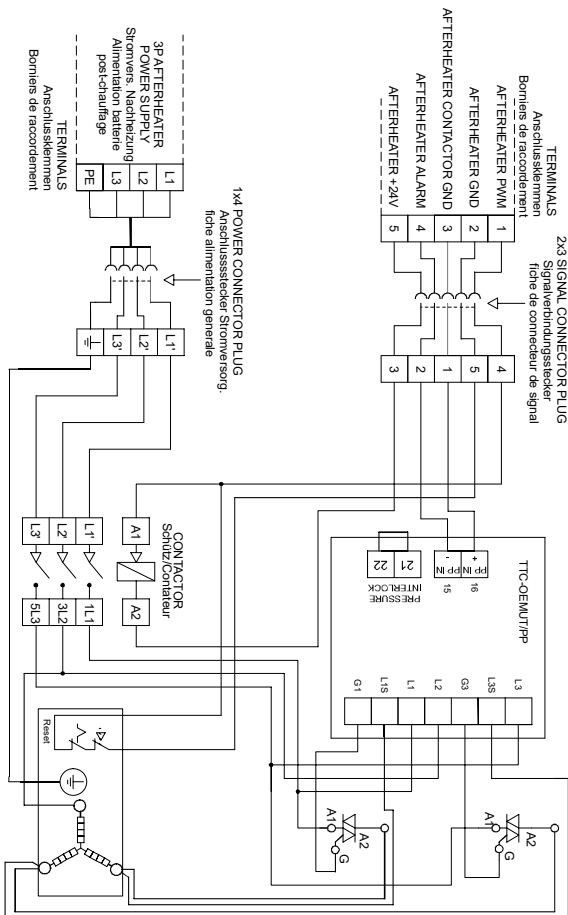 TERMINALS
Anschlussklemmen
Borniers de raccordement
AFTERHEATER PWM
AFTERHEATER GND
AFTERHEATER CONTACTOR GND
AFTERHEATER ALARM
AFTERHEATER +24V
1
2
3
4
5
2x3 SIGNAL CONNECTOR PLUG
Signalverbindungsstecker
fiche de connecteur de signal
4
5
1
2
3
TTC-OEMUT/PP
PP IN +
16
PP IN -
15
21
22
PRESSURE
INTERLOCK
L3
L3S
G3
L2
L1
L1S
G1
A1
A2
G
A1
A2
G
3P AFTERHEATER
POWER SUPPLY
Stromvers. Nachheizung
Alimentation batterie
post-chauffage
L1
L2
L3
PE
TERMINALS
Anschlussklemmen
Borniers de raccordement
1x4 POWER CONNECTOR PLUG
Anschlussstecker Stromversorg.
fiche alimentation generale
L1'
L2'
L3'
CONTACTOR
Schütz/Contateur
A1
A2
L1'
L2'
L3'
1L1
3L2
5L3
Reset